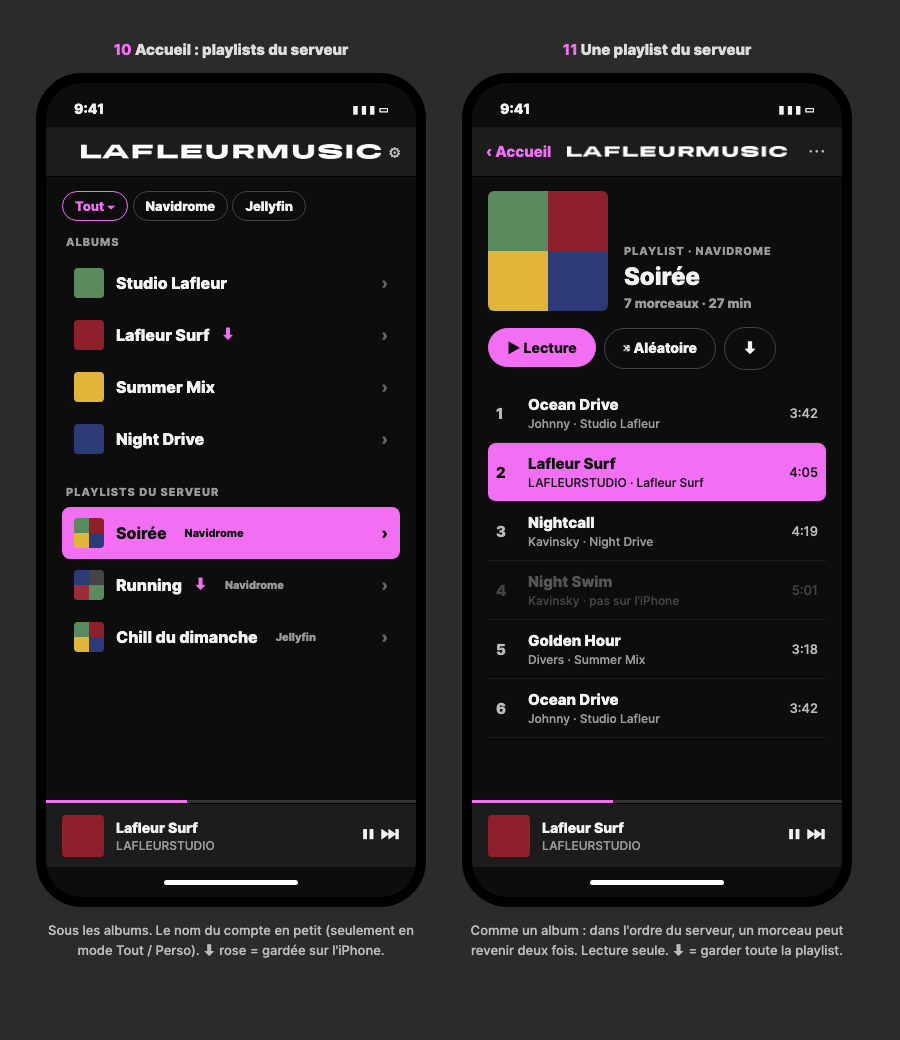 10 Accueil : playlists du serveur
9:41
LAFLEURMUSIC
Tout
Navidrome
Jellyfin
ALBUMS
Studio Lafleur
Lafleur Surf
Summer Mix
Night Drive
PLAYLISTS DU SERVEUR
Soirée Navidrome
Running Navidrome
Chill du dimanche Jellyfin
Lafleur Surf
LAFLEURSTUDIO
Sous les albums. Le nom du compte en petit (seulement en
mode Tout / Perso). ⬇ rose = gardée sur l'iPhone.
11 Une playlist du serveur
9:41
‹ Accueil LAFLEURMUSIC ···
PLAYLIST · NAVIDROME
Soirée
7 morceaux · 27 min
▶ Lecture
Aléatoire
1 Ocean Drive 3:42
Johnny · Studio Lafleur
2 Lafleur Surf 4:05
LAFLEURSTUDIO · Lafleur Surf
3 Nightcall 4:19
Kavinsky · Night Drive
4 Night Swim 5:01
Kavinsky · pas sur l'iPhone
5 Golden Hour 3:18
Divers · Summer Mix
6 Ocean Drive 3:42
Johnny · Studio Lafleur
Lafleur Surf
LAFLEURSTUDIO
Comme un album : dans l'ordre du serveur, un morceau peut
revenir deux fois. Lecture seule. ⬇ = garder toute la playlist.